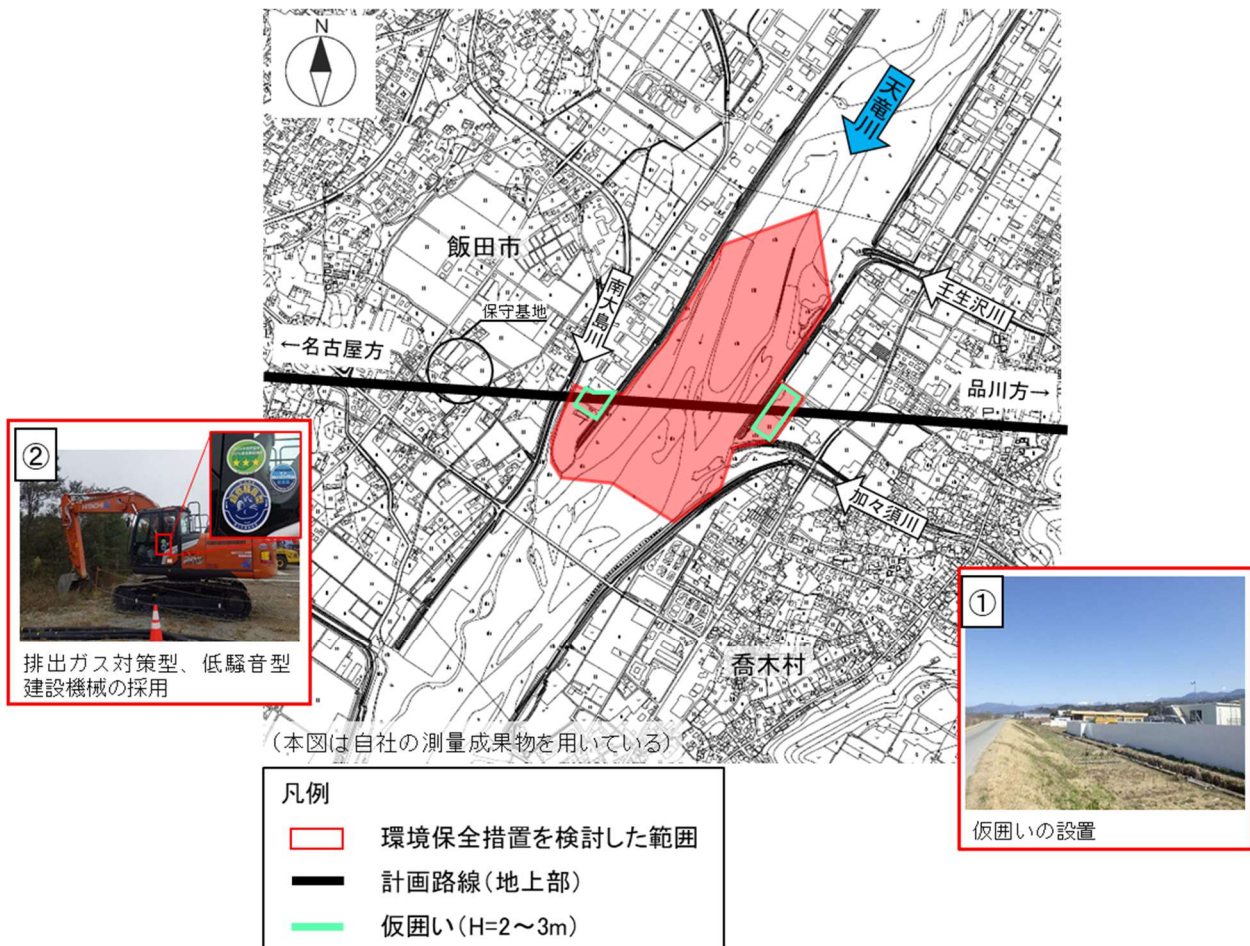 N
天竜川
飯田市
南大島川
壬生沢川
保守基地
←名古屋方
品川方→
加々須川
喬木村
②
排出ガス対策型、低騒音型
建設機械の採用
①
仮囲いの設置
(本図は自社の測量成果物を用いている)
凡例
環境保全措置を検討した範囲
計画路線(地上部)
仮囲い(H=2~3m)